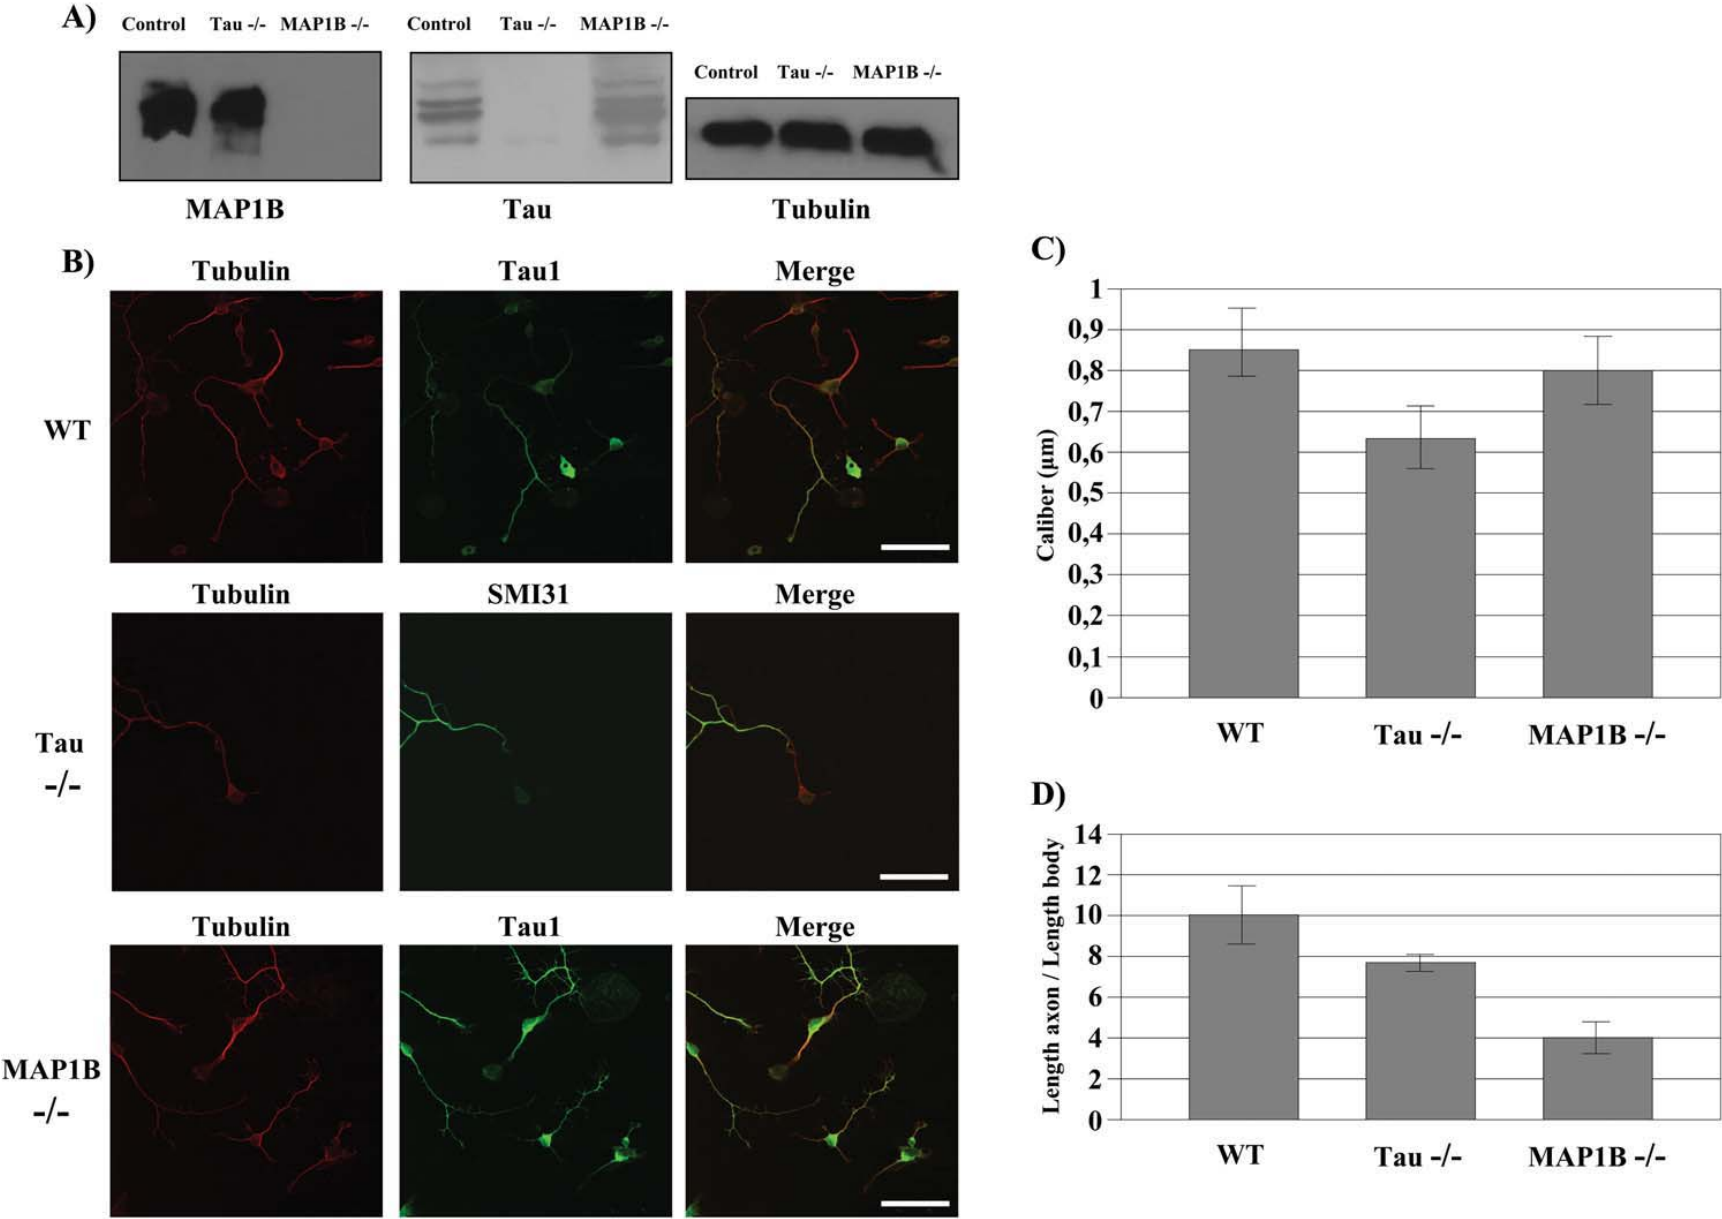 A)
Control Tau -/- MAP1B -/-
Control Tau -/- MAP1B -/-
Control Tau -/- MAP1B -/-
MAP1B
Tau
Tubulin
B)
Tubulin Tau1 Merge
WT
Tubulin SMI31 Merge
Tau
-/-
Tubulin Tau1 Merge
MAP1B
-/-
C)
Caliber (μm)
1
0,9
0,8
0,7
0,6
0,5
0,4
0,3
0,2
0,1
0
WT Tau -/- MAP1B -/-
D)
Length axon / Length body
14
12
10
8
6
4
2
0
WT Tau -/- MAP1B -/-